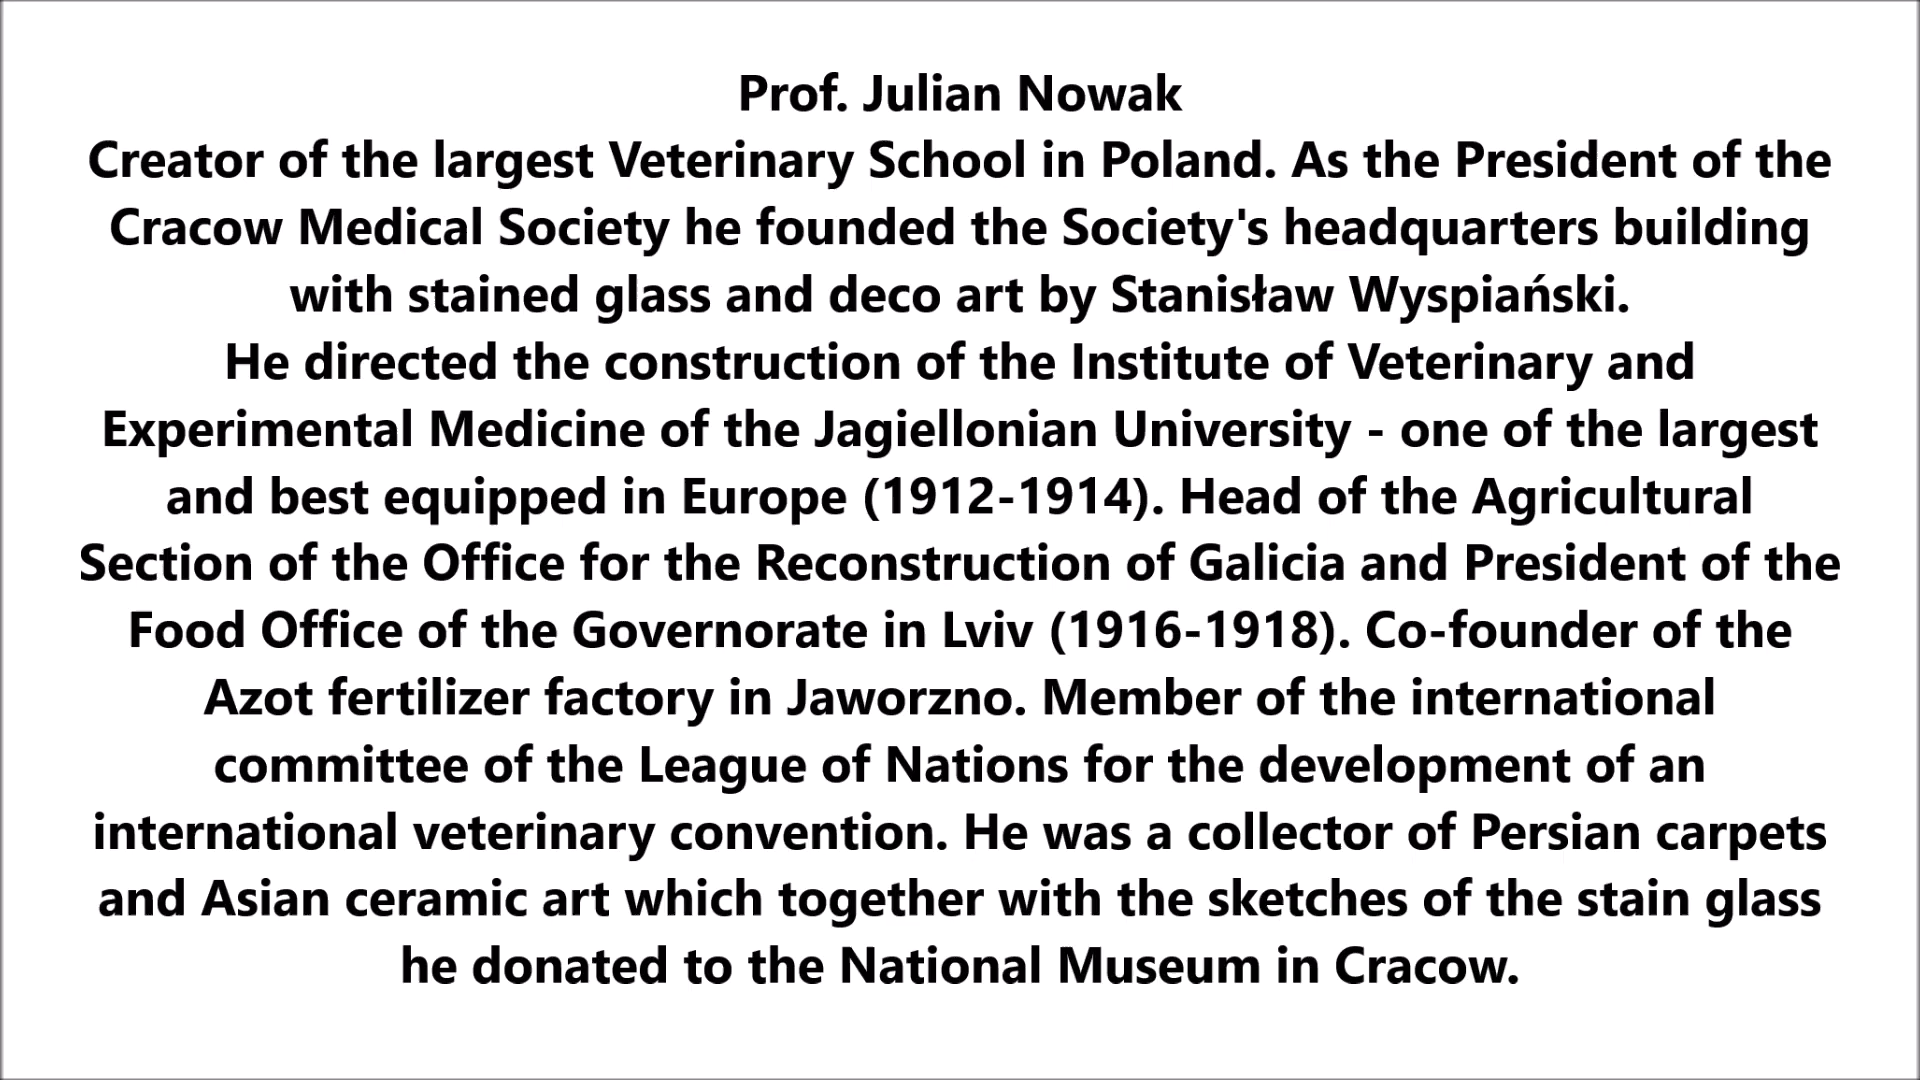 Prof. Julian Nowak
Creator of the largest Veterinary School in Poland. As the President of the
Cracow Medical Society he founded the Society's headquarters building
with stained glass and deco art by Stanisław Wyspiański.
He directed the construction of the Institute of Veterinary and
Experimental Medicine of the Jagiellonian University - one of the largest
and best equipped in Europe (1912-1914). Head of the Agricultural
Section of the Office for the Reconstruction of Galicia and President of the
Food Office of the Governorate in Lviv (1916-1918). Co-founder of the
Azot fertilizer factory in Jaworzno. Member of the international
committee of the League of Nations for the development of an
international veterinary convention. He was a collector of Persian carpets
and Asian ceramic art which together with the sketches of the stain glass
he donated to the National Museum in Cracow.